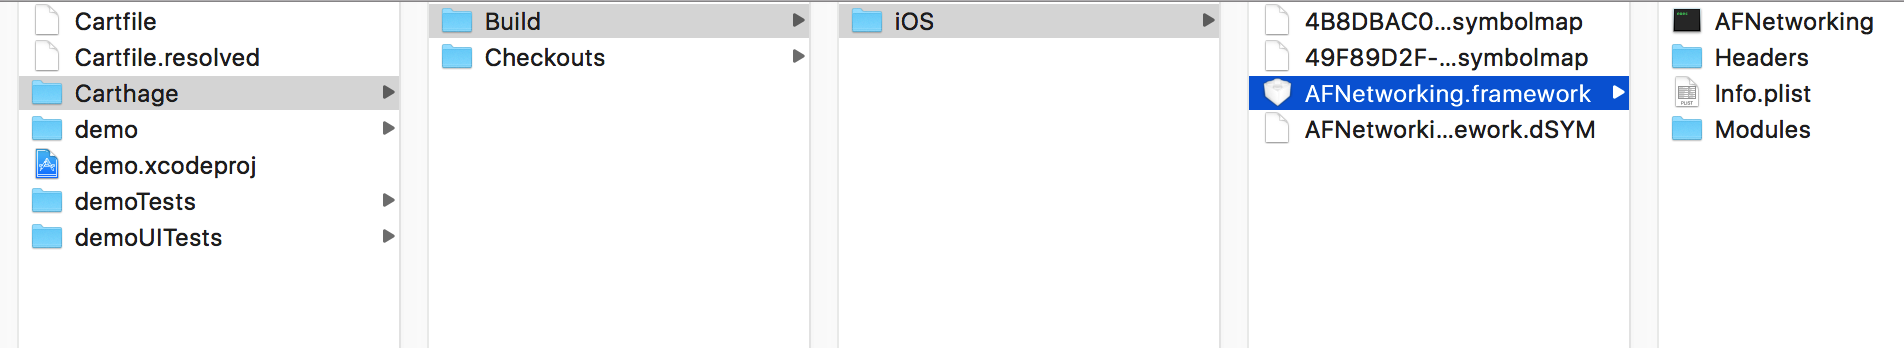 Cartfile
Cartfile.resolved
Carthage
demo
demo.xcodeproj
demoTests
demoUITests
Build
Checkouts
iOS
4B8DBAC0...symbolmap
49F89D2F-...symbolmap
AFNetworking.framework
AFNetworki...ework.dSYM
AFNetworking
Headers
Info.plist
Modules